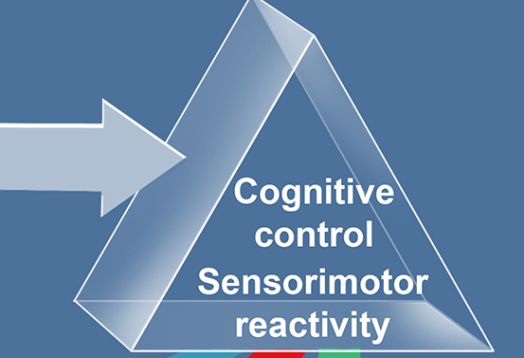 Cognitive
control
Sensorimotor
reactivity